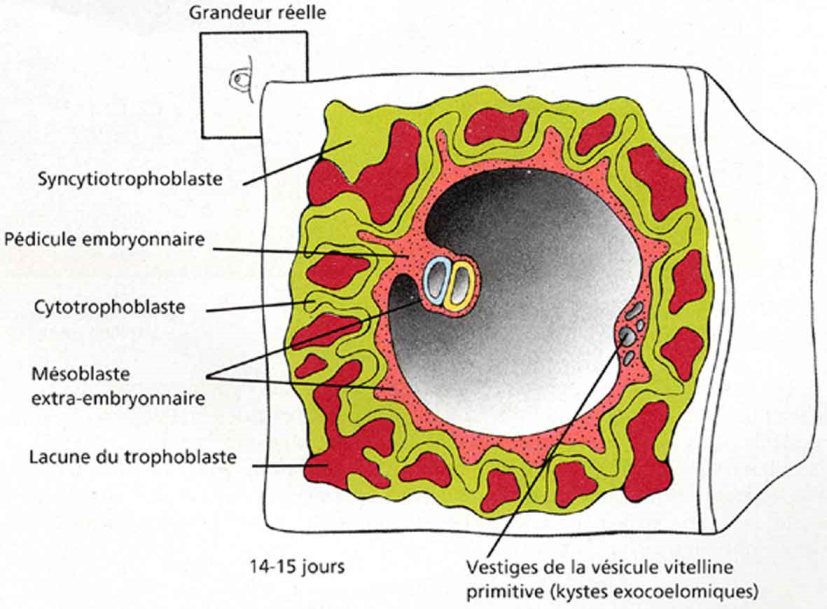 Grandeur réelle
Syncytiotrophoblaste
Pédicule embryonnaire
Cytotrophoblaste
Mésoblaste
extra-embryonnaire
Lacune du trophoblaste
14-15 jours
Vestiges de la vésicule vitelline
primitive (kystes exocoelomiques)